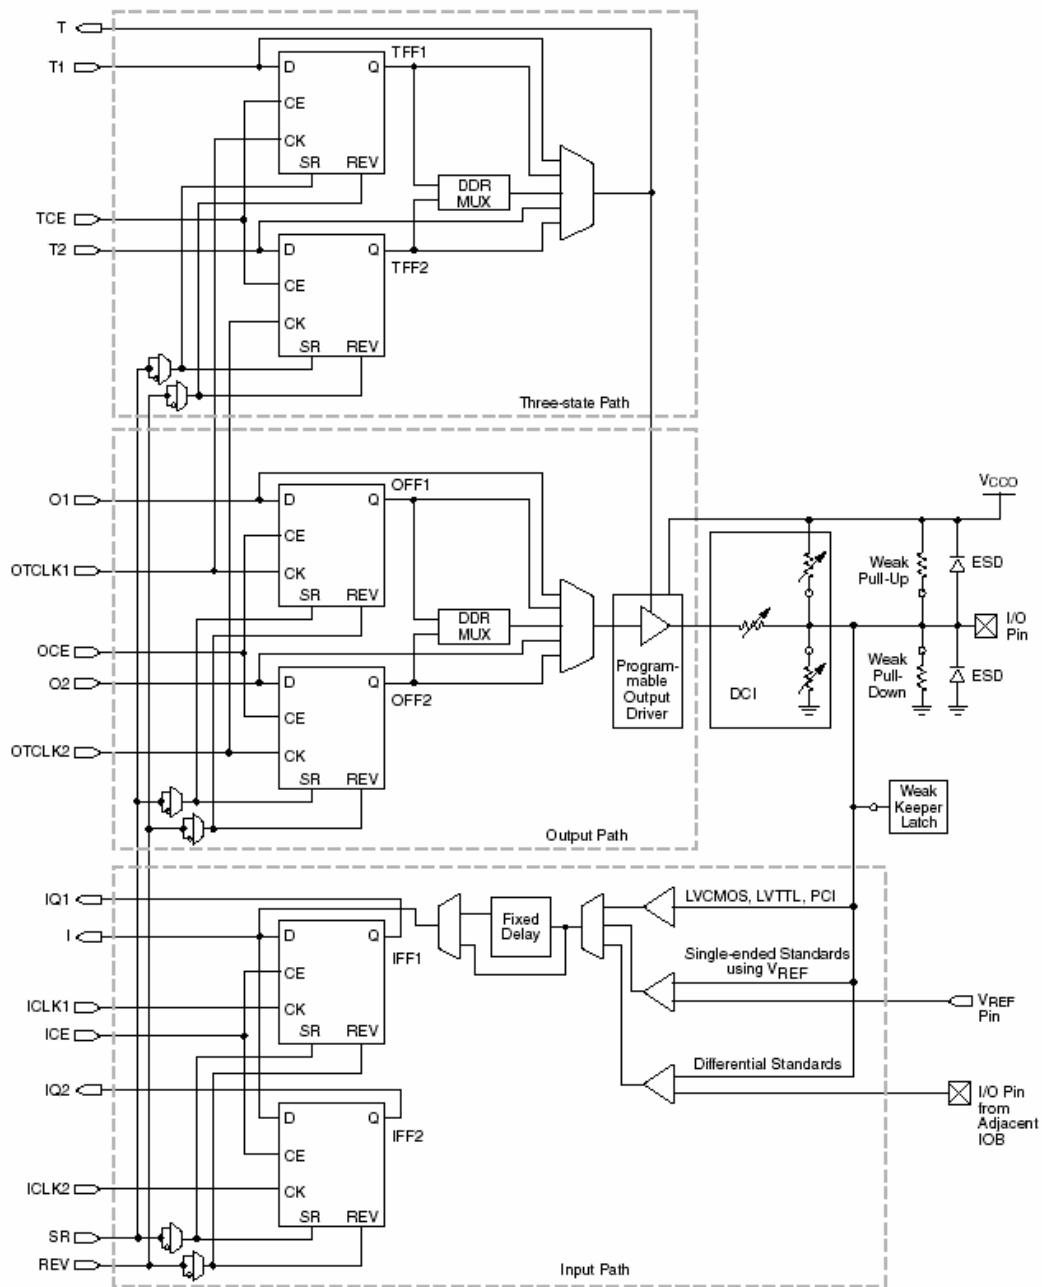 T
T1
TFF1
D
Q
CE
CK
SR
REV
DDR
MUX
TCE
T2
D
Q
TFF2
CE
CK
SR
REV
Three-state Path
O1
OFF1
D
Q
CE
OTCLK1
CK
SR
REV
DDR
MUX
OCE
O2
D
Q
OFF2
CE
OTCLK2
CK
SR
REV
Program-
mable
Output
Driver
DCI
VCCO
Weak
Pull-Up
ESD
I/O
Pin
Weak
Pull-
Down
ESD
Weak
Keeper
Latch
Output Path
IQ1
I
D
Q
IFF1
CE
ICLK1
CK
ICE
SR
REV
Fixed
Delay
LVCMOS, LVTTL, PCI
Single-ended Standards
using VREF
VREF
Pin
Differential Standards
I/O Pin
from
Adjacent
IOB
IQ2
D
Q
IFF2
CE
ICLK2
CK
SR
REV
SR
REV
Input Path